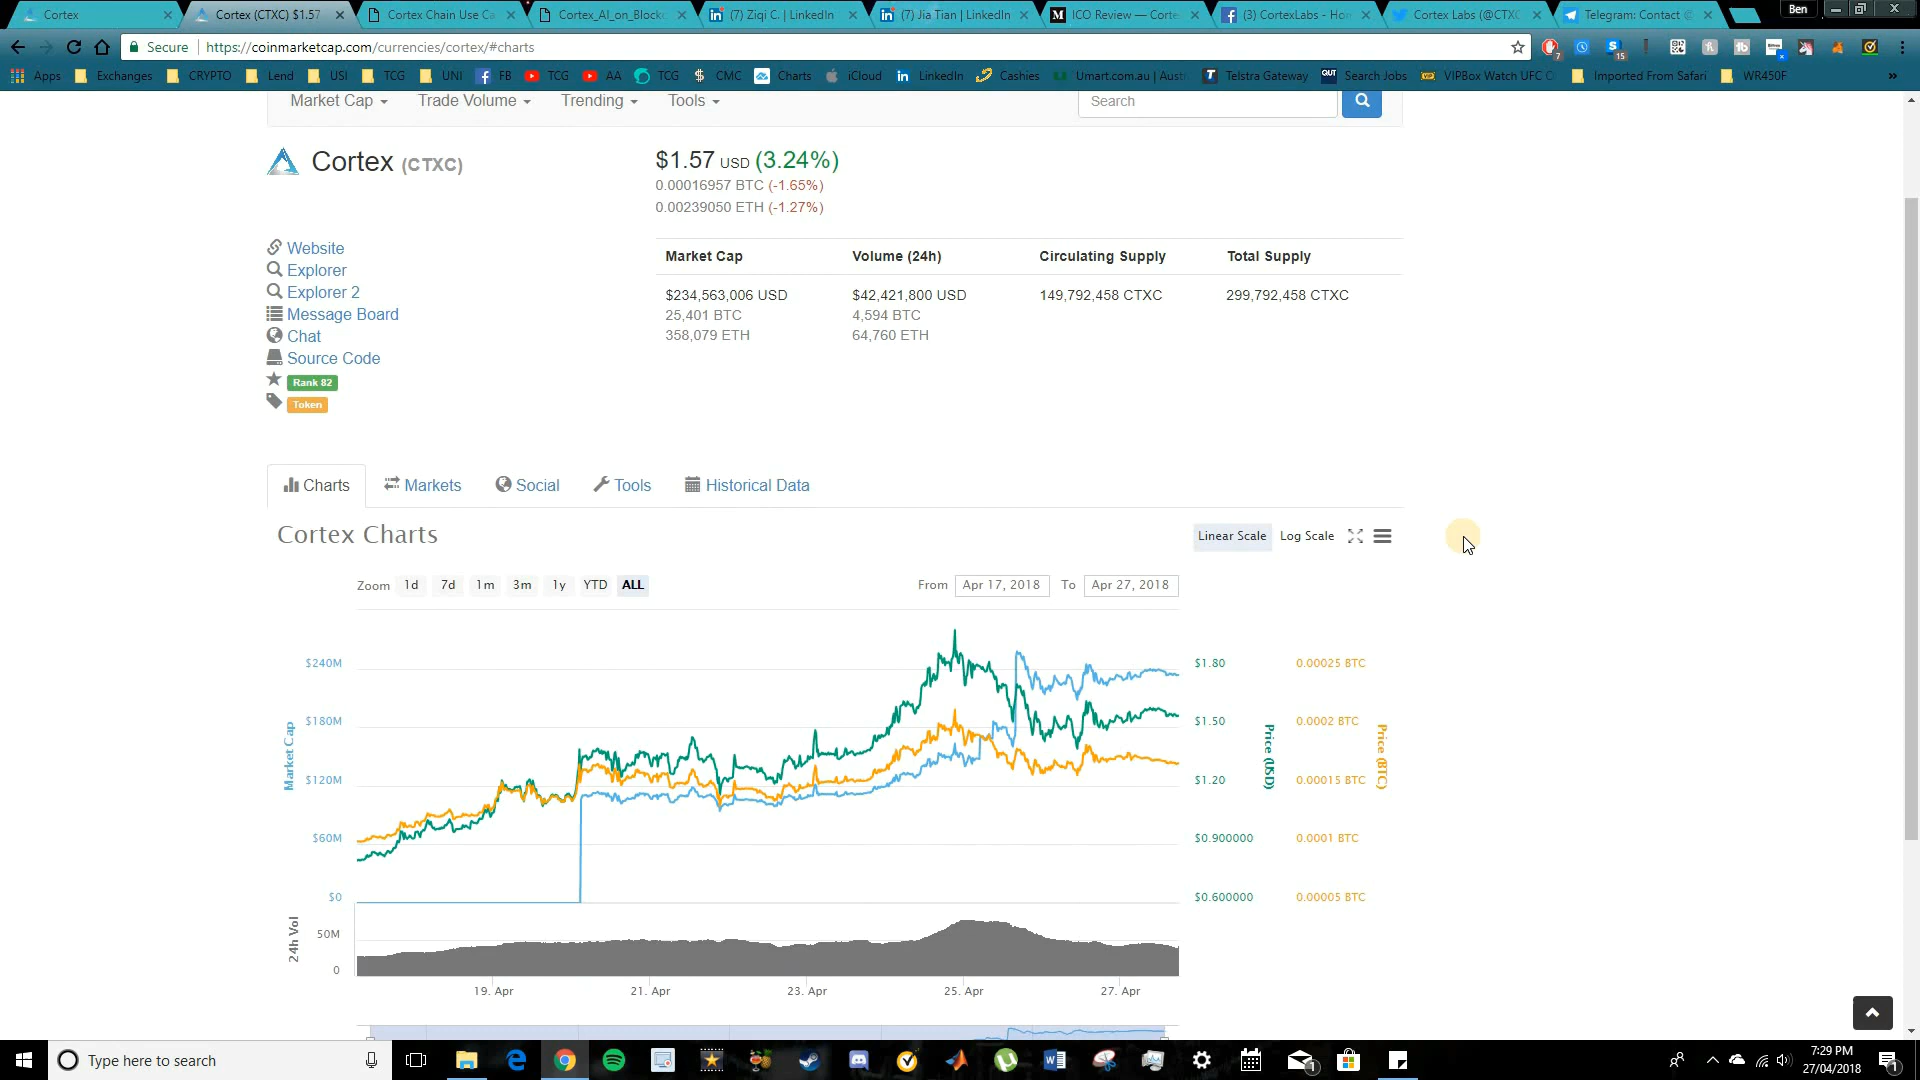 Cortex
Cortex (CTXC) $1.57
Cortex Chain Use Ca
Cortex_AI_on_Block
(7) Ziqi C. | LinkedIn
(7) Jia Tian | LinkedIn
ICO Review — Corte
(3) CortexLabs - Ho
Cortex Labs (@CTXC
Telegram: Contact @
Ben
Secure
https://coinmarketcap.com/currencies/cortex/#charts
Apps
Exchanges
CRYPTO
Lend
USI
TCG
UNI
FB
TCG
AA
TCG
CMC
Charts
iCloud
LinkedIn
Cashies
Umart.com.au | Aust
Telstra Gateway
Search Jobs
VIPBox Watch UFC
Imported From Safari
WR450F
Market Cap
Trade Volume
Trending
Tools
Search
Cortex (CTXC)
$1.57 USD (3.24%)
0.00016957 BTC (-1.65%)
0.00239050 ETH (-1.27%)
Website
Explorer
Explorer 2
Message Board
Chat
Source Code
Rank 82
Token
Market Cap Volume (24h) Circulating Supply Total Supply
$234,563,006 USD $42,421,800 USD 149,792,458 CTXC 299,792,458 CTXC
25,401 BTC 4,594 BTC
358,079 ETH 64,760 ETH
Charts
Markets
Social
Tools
Historical Data
Cortex Charts
Linear Scale
Log Scale
Zoom 1d 7d 1m 3m 1y YTD ALL
From Apr 17, 2018 To Apr 27, 2018
$240M
$180M
$120M
$60M
$0
Market Cap
$1.80
$1.50
$1.20
$0.900000
$0.600000
Price (USD)
0.00025 BTC
0.0002 BTC
0.00015 BTC
0.0001 BTC
0.00005 BTC
Price (BTC)
24h Vol
50M
0
19. Apr
21. Apr
23. Apr
25. Apr
27. Apr
Type here to search
7:29 PM
27/04/2018